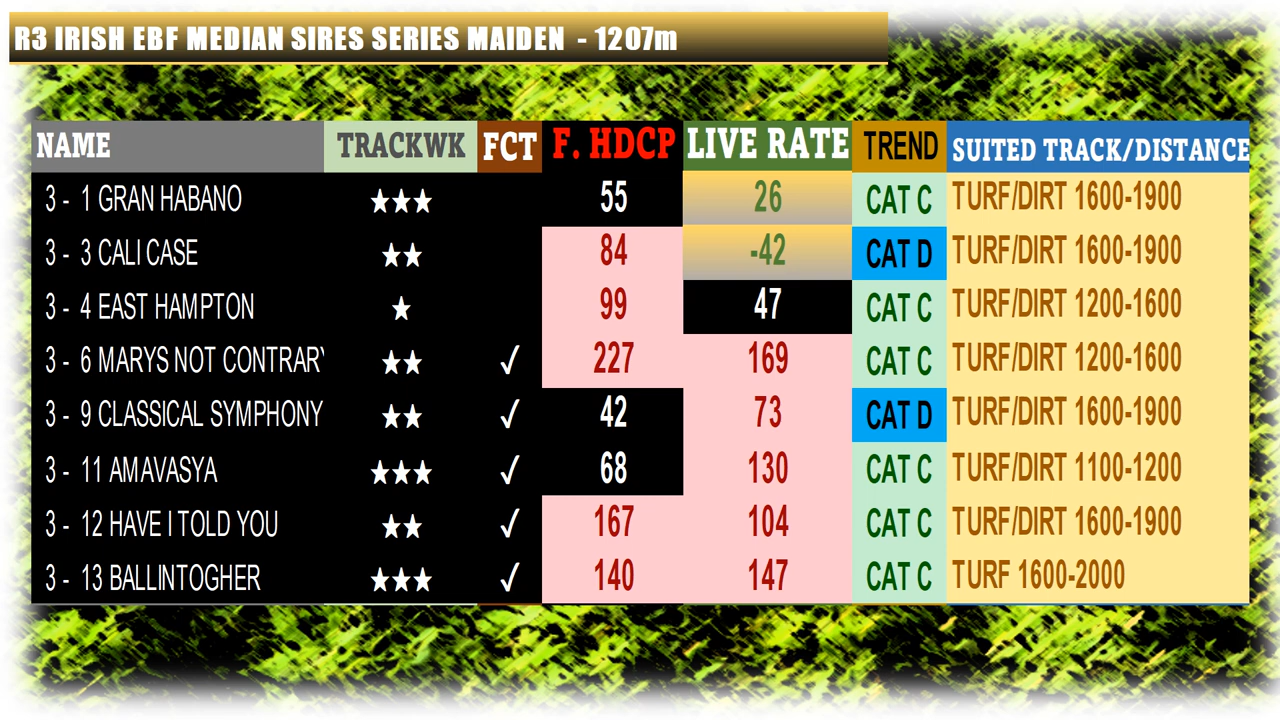 R3 IRISH EBF MEDIAN SIRES SERIES MAIDEN - 1207m
NAME TRACKWK FCT F. HDCP LIVE RATE TREND SUITED TRACK/DISTANCE
3 - 1 GRAN HABANO ★★★ 55 26 CAT C TURF/DIRT 1600-1900
3 - 3 CALI CASE ★★ 84 -42 CAT D TURF/DIRT 1600-1900
3 - 4 EAST HAMPTON ★ 99 47 CAT C TURF/DIRT 1200-1600
3 - 6 MARYS NOT CONTRARY ★★ ✓ 227 169 CAT C TURF/DIRT 1200-1600
3 - 9 CLASSICAL SYMPHONY ★★ ✓ 42 73 CAT D TURF/DIRT 1600-1900
3 - 11 AMAVASYA ★★★ ✓ 68 130 CAT C TURF/DIRT 1100-1200
3 - 12 HAVE I TOLD YOU ★★ ✓ 167 104 CAT C TURF/DIRT 1600-1900
3 - 13 BALLINTOGHER ★★★ ✓ 140 147 CAT C TURF 1600-2000